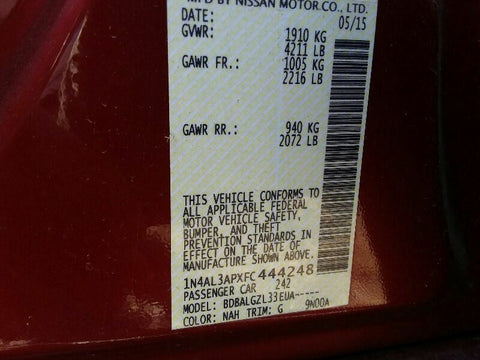 MFD BY NISSAN MOTOR CO., LTD.
DATE: 05/15
GVWR: 1910 KG
4211 LB
GAWR FR.: 1005 KG
2216 LB
GAWR RR.: 940 KG
2072 LB
THIS VEHICLE CONFORMS TO
ALL APPLICABLE FEDERAL
MOTOR VEHICLE SAFETY,
BUMPER, AND THEFT
PREVENTION STANDARDS IN
EFFECT ON THE DATE OF
MANUFACTURE SHOWN ABOVE.
1N4AL3APXFC444248
PASSENGER CAR 242
MODEL: BDBALGZL33EUA-----
COLOR: NAH TRIM: G 9N00A